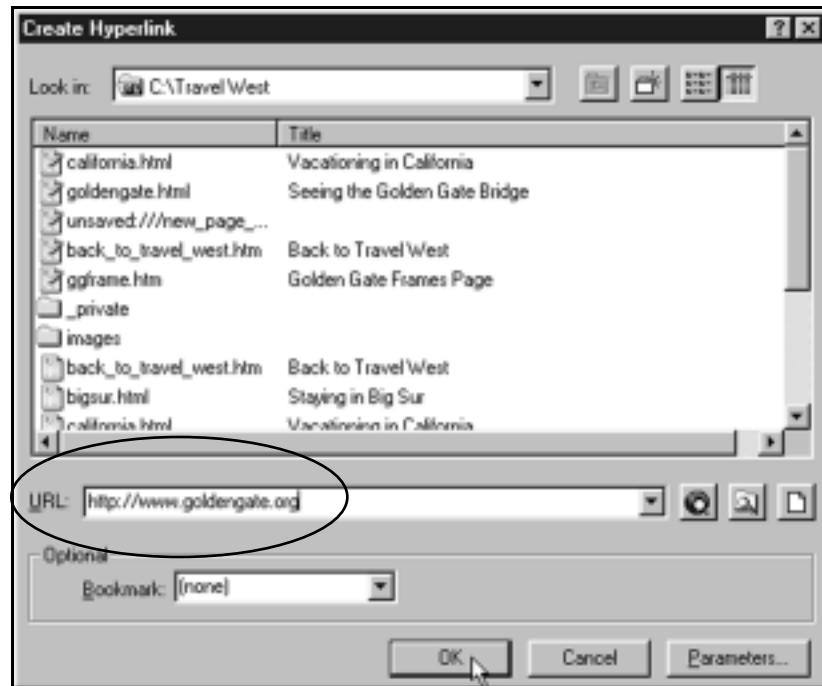 Create Hyperlink
Look in: C:\Travel West
Name Title
california.html Vacationing in California
goldengate.html Seeing the Golden Gate Bridge
unsaved:///new_page_...
back_to_travel_west.htm Back to Travel West
ggframe.htm Golden Gate Frames Page
_private
images
back_to_travel_west.htm Back to Travel West
bigsur.html Staying in Big Sur
california.html Vacationing in California
URL: http://www.goldengate.org
Optional
Bookmark: (none)
OK Cancel Parameters...